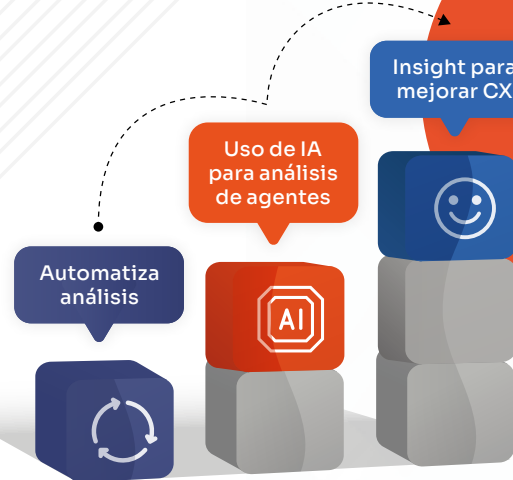 Insight para
mejorar CX
Uso de IA
para análisis
de agentes
Automatiza
análisis
AI